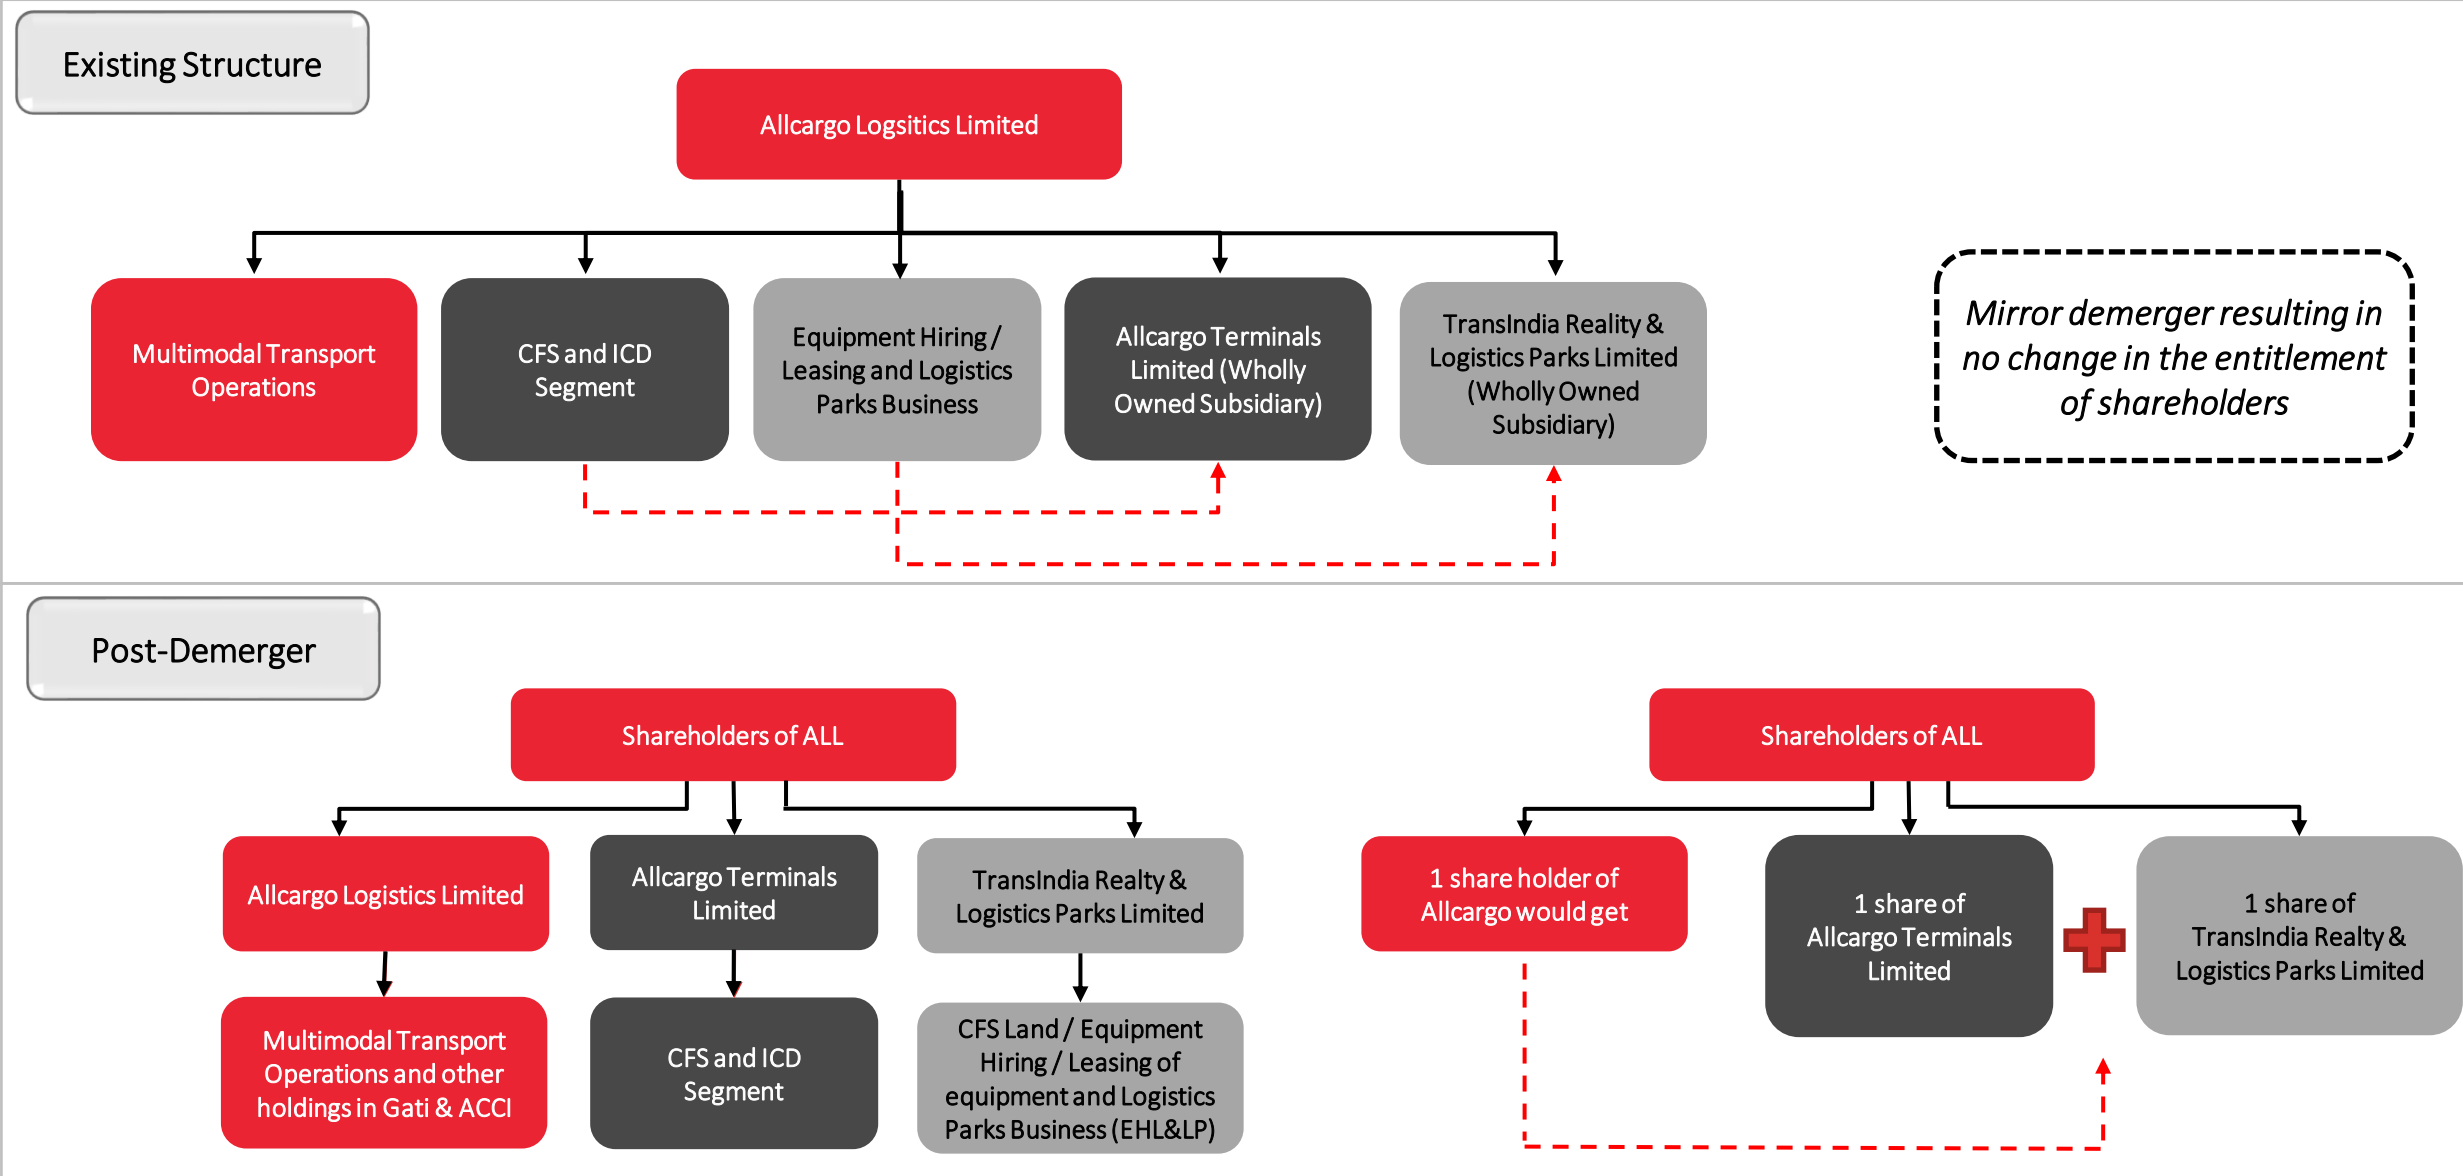 Existing Structure
Allcargo Logsitics Limited
Multimodal Transport
Operations
CFS and ICD
Segment
Equipment Hiring /
Leasing and Logistics
Parks Business
Allcargo Terminals
Limited (Wholly
Owned Subsidiary)
TransIndia Reality &
Logistics Parks Limited
(Wholly Owned
Subsidiary)
Mirror demerger resulting in
no change in the entitlement
of shareholders
Post-Demerger
Shareholders of ALL
Allcargo Logistics Limited
Allcargo Terminals
Limited
TransIndia Realty &
Logistics Parks Limited
Multimodal Transport
Operations and other
holdings in Gati & ACCI
CFS and ICD
Segment
CFS Land / Equipment
Hiring / Leasing of
equipment and Logistics
Parks Business (EHL&LP)
Shareholders of ALL
1 share holder of
Allcargo would get
1 share of
Allcargo Terminals
Limited
1 share of
TransIndia Realty &
Logistics Parks Limited